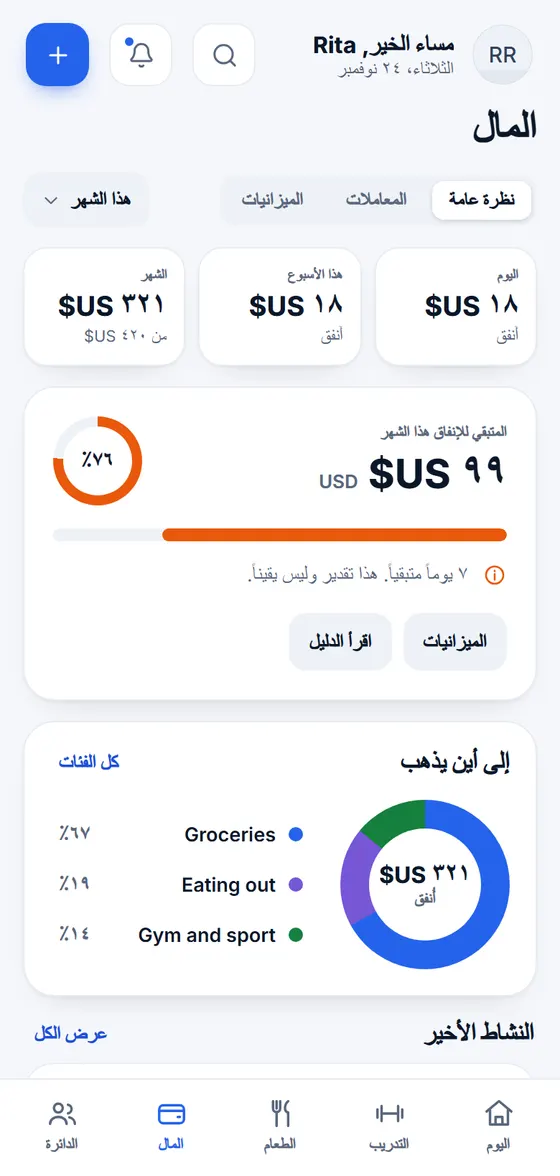 RR
مساء الخير, Rita
الثلاثاء، ٢٤ نوفمبر
المال
نظرة عامة
المعاملات
الميزانيات
هذا الشهر
اليوم
١٨ US$
أنفق
هذا الأسبوع
١٨ US$
أنفق
الشهر
٣٢١ US$
من ٤٢٠ US$
المتبقي للإنفاق هذا الشهر
٩٩ US$ USD
٧٦٪
٧ يوماً متبقياً. هذا تقدير وليس يقيناً.
الميزانيات
اقرأ الدليل
إلى أين يذهب
كل الفئات
٣٢١ US$
أنفق
Groceries
٦٧٪
Eating out
١٩٪
Gym and sport
١٤٪
النشاط الأخير
عرض الكل
اليوم
التدريب
الطعام
المال
الدائرة